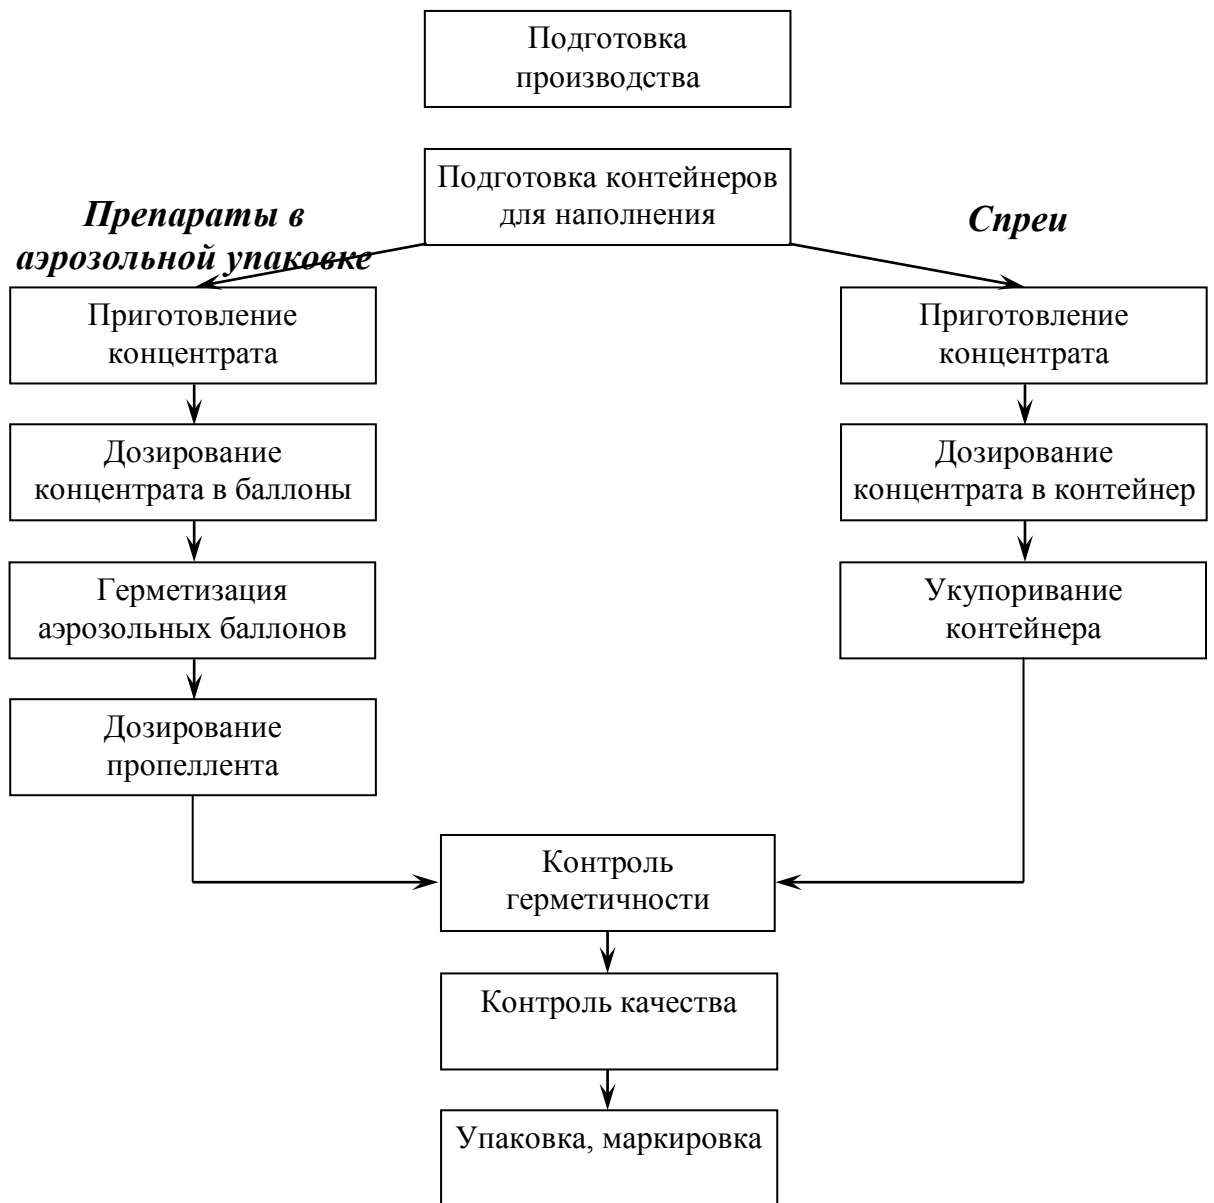 Подготовка
производства
Подготовка контейнеров
для наполнения
Препараты в
аэрозольной упаковке
Спреи
Приготовление
концентрата
Дозирование
концентрата в баллоны
Герметизация
аэрозольных баллонов
Дозирование
пропеллента
Приготовление
концентрата
Дозирование
концентрата в контейнер
Укупоривание
контейнера
Контроль
герметичности
Контроль качества
Упаковка, маркировка